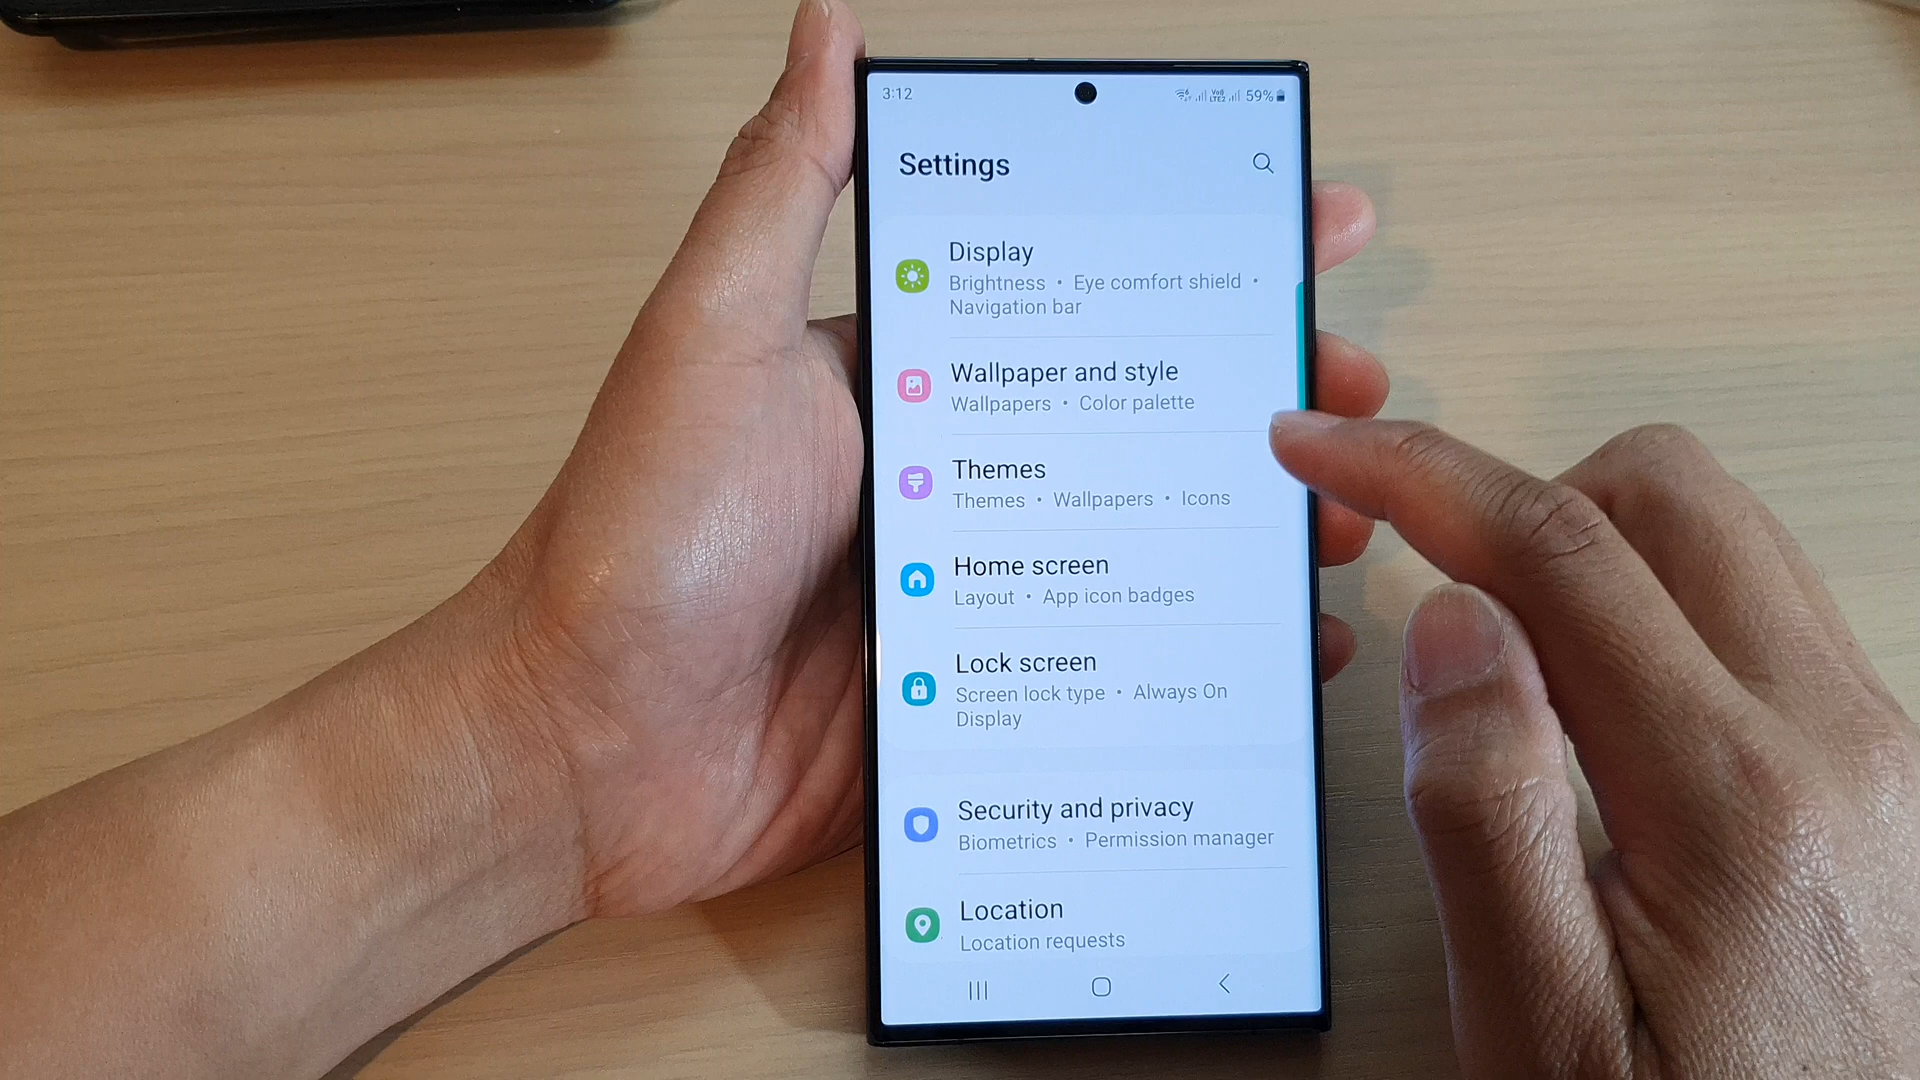 3:12
59%
Settings
Display
Brightness • Eye comfort shield •
Navigation bar
Wallpaper and style
Wallpapers • Color palette
Themes
Themes • Wallpapers • Icons
Home screen
Layout • App icon badges
Lock screen
Screen lock type • Always On
Display
Security and privacy
Biometrics • Permission manager
Location
Location requests